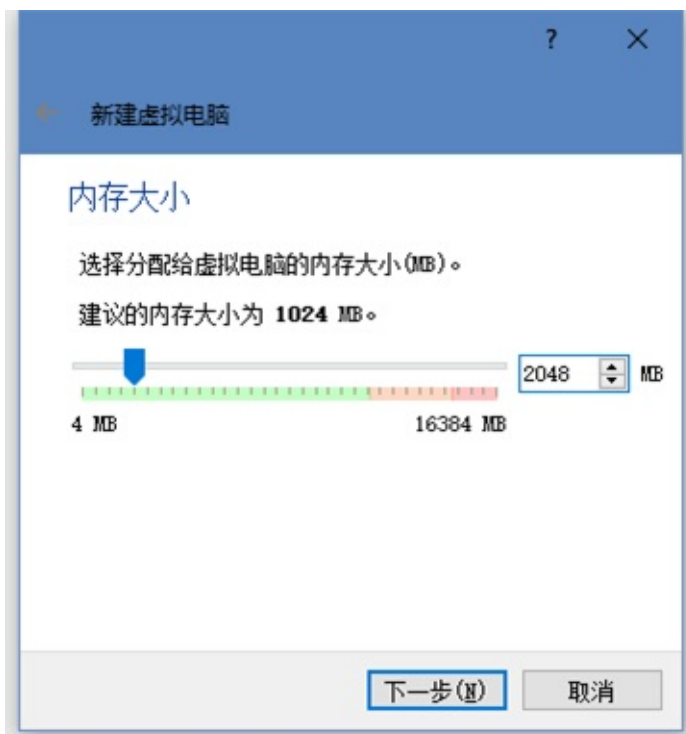 ?
新建虚拟电脑
内存大小
选择分配给虚拟电脑的内存大小(MB)。
建议的内存大小为 1024 MB。
2048 MB
4 MB 16384 MB
下一步(N) 取消